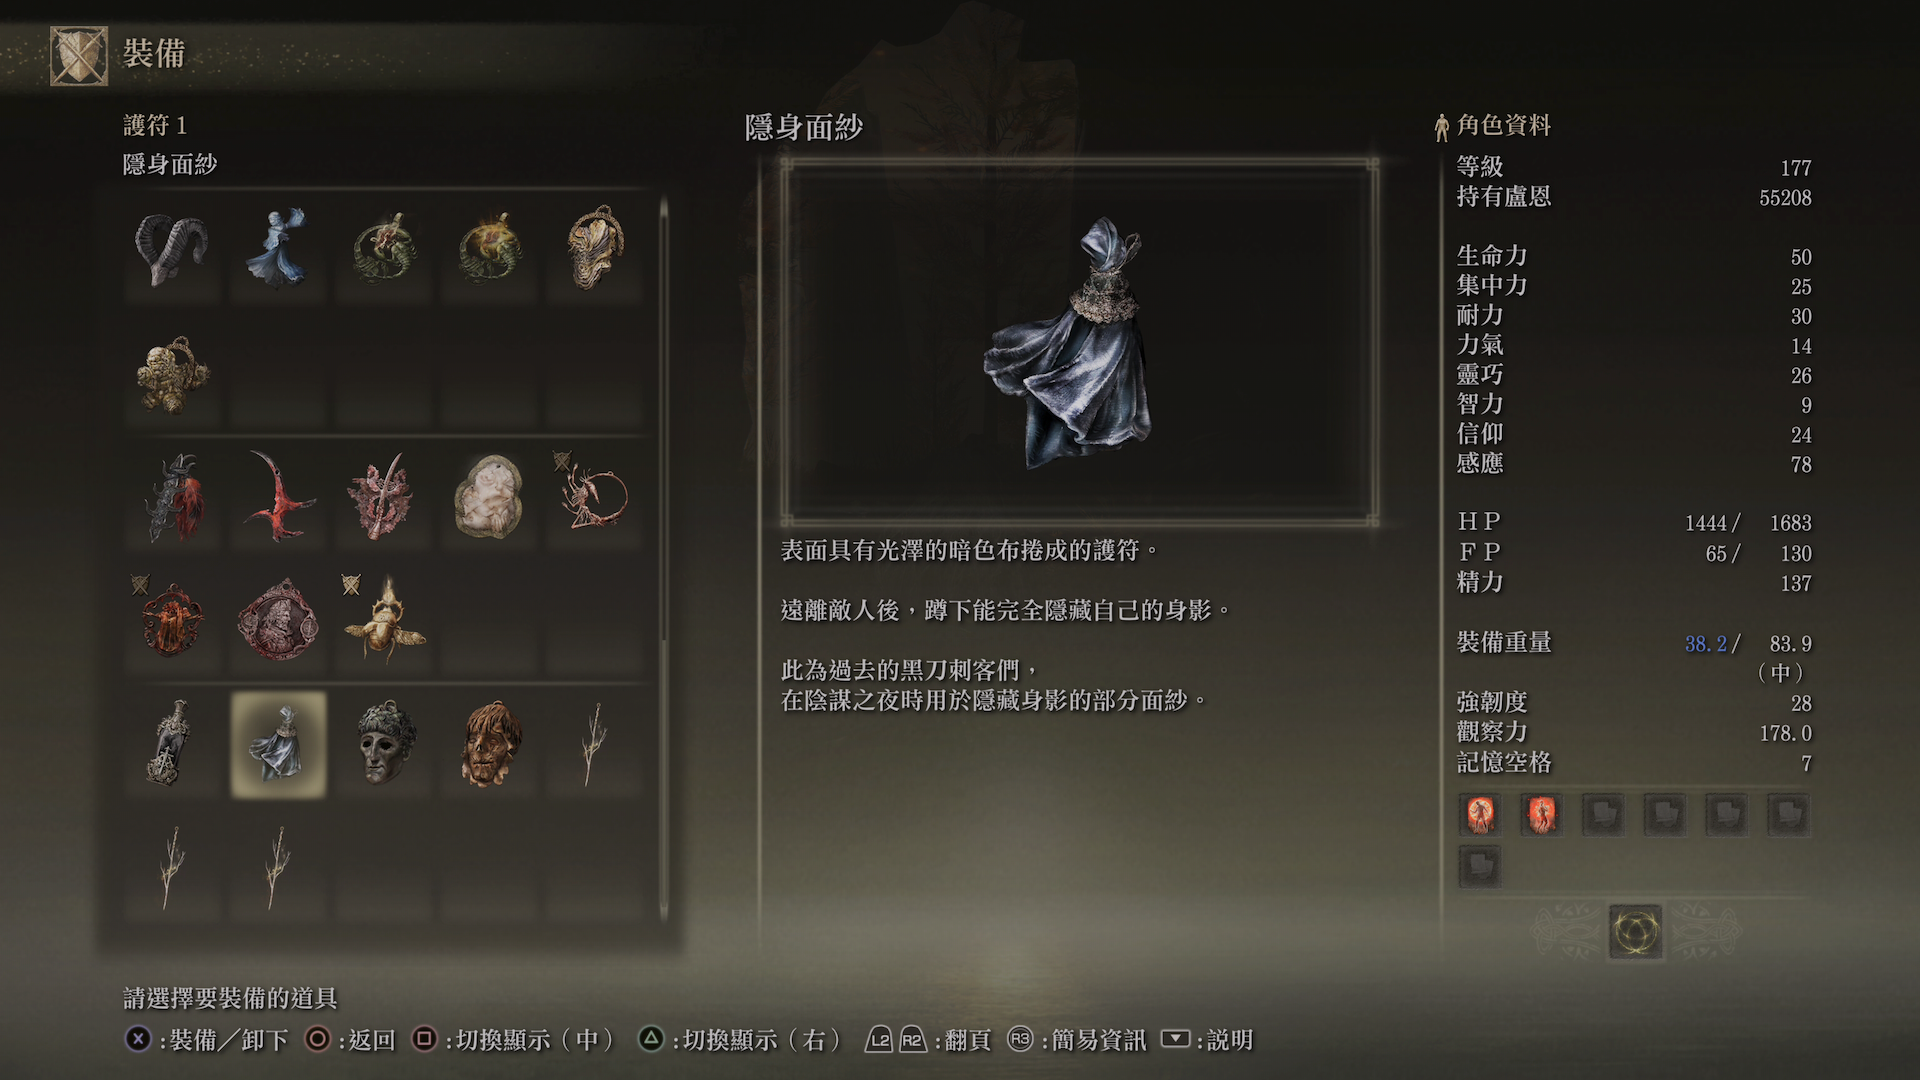 裝備
護符 1
隱身面紗
隱身面紗
表面具有光澤的暗色布捲成的護符。
遠離敵人後，蹲下能完全隱藏自己的身影。
此為過去的黑刀刺客們，
在陰謀之夜時用於隱藏身影的部分面紗。
角色資料
等級 177
持有盧恩 55208
生命力 50
集中力 25
耐力 30
力氣 14
靈巧 26
智力 9
信仰 24
感應 78
ＨＰ 1444/ 1683
ＦＰ 65/ 130
精力 137
裝備重量 38.2/ 83.9
（中）
強韌度 28
觀察力 178.0
記憶空格 7
請選擇要裝備的道具
X：裝備／卸下 ○：返回 □：切換顯示（中） △：切換顯示（右） L2 R2：翻頁 R3：簡易資訊 ▼：説明